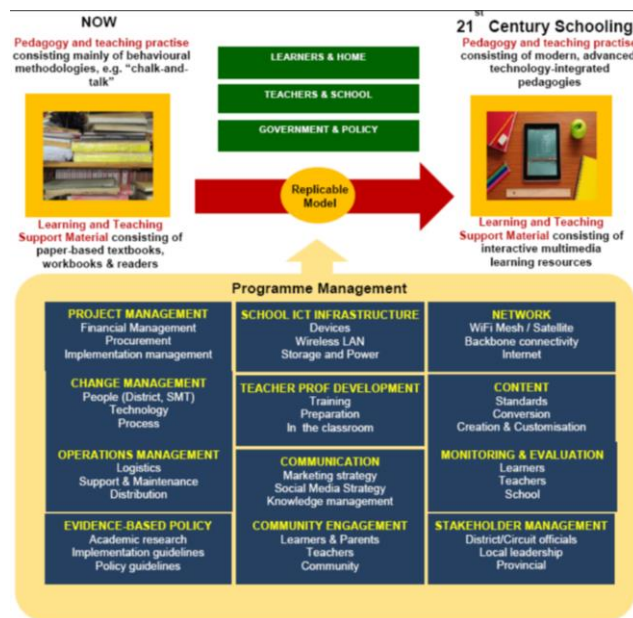 NOW
Pedagogy and teaching practise
consisting mainly of behavioural
methodologies, e.g. "chalk-and-
talk"
Learning and Teaching
Support Material consisting of
paper-based textbooks,
workbooks & readers
LEARNERS & HOME
TEACHERS & SCHOOL
GOVERNMENT & POLICY
Replicable
Model
21st Century Schooling
Pedagogy and teaching practise
consisting of modern, advanced
technology-integrated
pedagogies
Learning and Teaching
Support Material consisting of
interactive multimedia
learning resources
Programme Management
PROJECT MANAGEMENT
Financial Management
Procurement
Implementation management
SCHOOL ICT INFRASTRUCTURE
Devices
Wireless LAN
Storage and Power
NETWORK
WiFi Mesh / Satellite
Backbone connectivity
Internet
CHANGE MANAGEMENT
People (District, SMT)
Technology
Process
TEACHER PROF DEVELOPMENT
Training
Preparation
In the classroom
CONTENT
Standards
Conversion
Creation & Customisation
OPERATIONS MANAGEMENT
Logistics
Support & Maintenance
Distribution
COMMUNICATION
Marketing strategy
Social Media Strategy
Knowledge management
MONITORING & EVALUATION
Learners
Teachers
School
EVIDENCE-BASED POLICY
Academic research
Implementation guidelines
Policy guidelines
COMMUNITY ENGAGEMENT
Learners & Parents
Teachers
Community
STAKEHOLDER MANAGEMENT
District/Circuit officials
Local leadership
Provincial